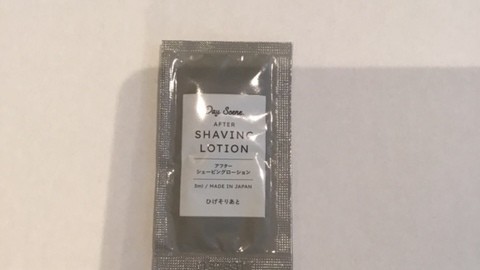 Day Scene
AFTER
SHAVING
LOTION
アフター
シェービングローション
3ml / MADE IN JAPAN
ひげそりあと